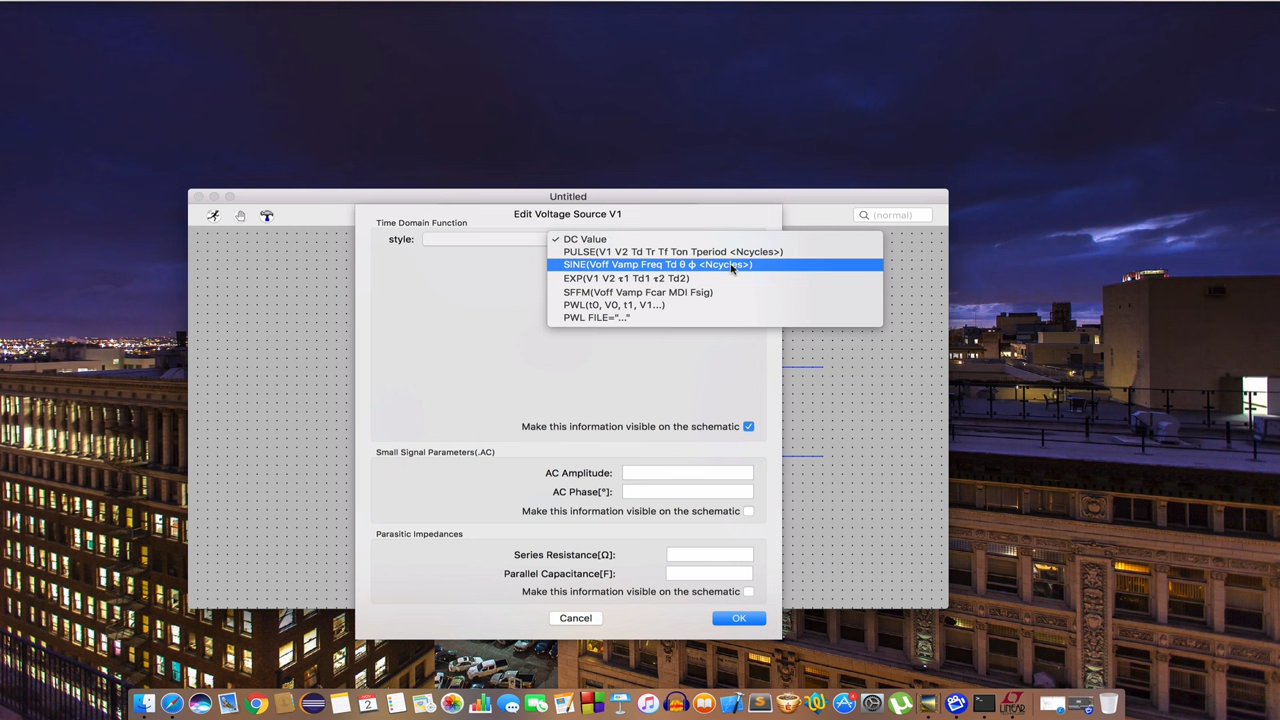 Untitled
(normal)
Edit Voltage Source V1
Time Domain Function
style:
✓ DC Value
PULSE(V1 V2 Td Tr Tf Ton Tperiod <Ncycles>)
SINE(Voff Vamp Freq Td θ ϕ <Ncycles>)
EXP(V1 V2 τ1 Td1 τ2 Td2)
SFFM(Voff Vamp Fcar MDI Fsig)
PWL(t0, V0, t1, V1...)
PWL FILE="..."
Make this information visible on the schematic
Small Signal Parameters(.AC)
AC Amplitude:
AC Phase[°]:
Make this information visible on the schematic
Parasitic Impedances
Series Resistance[Ω]:
Parallel Capacitance[F]:
Make this information visible on the schematic
Cancel
OK
2
LINEAR